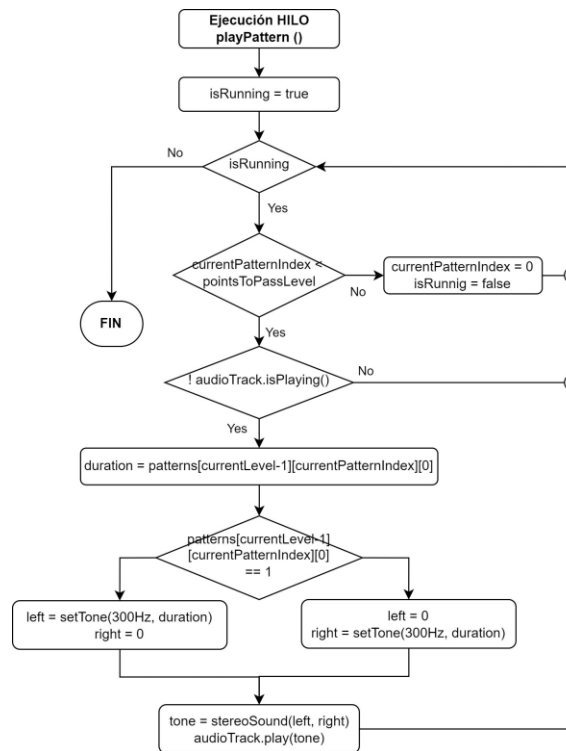 Ejecución HILO
playPattern ()
isRunning = true
No
isRunning
Yes
currentPatternIndex <
pointsToPassLevel
No
currentPatternIndex = 0
isRunnig = false
FIN
Yes
! audioTrack.isPlaying()
No
Yes
duration = patterns[currentLevel-1][currentPatternIndex][0]
patterns[currentLevel-1]
[currentPatternIndex][0]
== 1
left = setTone(300Hz, duration)
right = 0
left = 0
right = setTone(300Hz, duration)
tone = stereoSound(left, right)
audioTrack.play(tone)